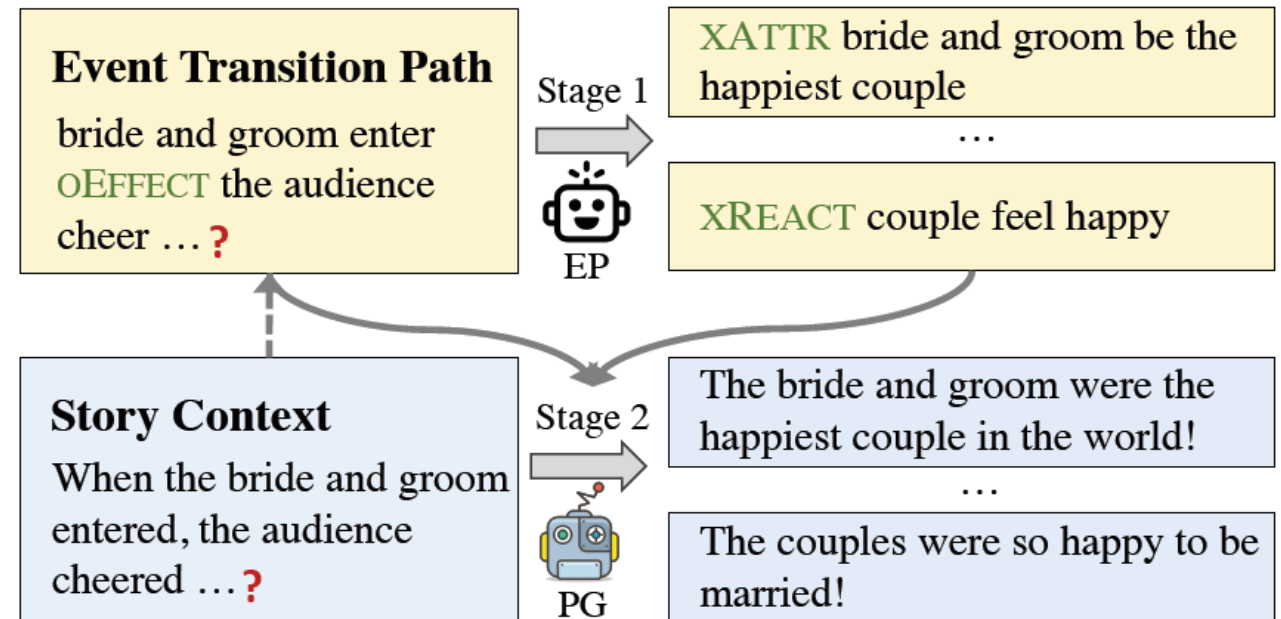 Event Transition Path
bride and groom enter
OEFFECT the audience
cheer … ?
Stage 1
EP
XATTR bride and groom be the
happiest couple
…
XREACT couple feel happy
Story Context
When the bride and groom
entered, the audience
cheered … ?
Stage 2
PG
The bride and groom were the
happiest couple in the world!
…
The couples were so happy to be
married!